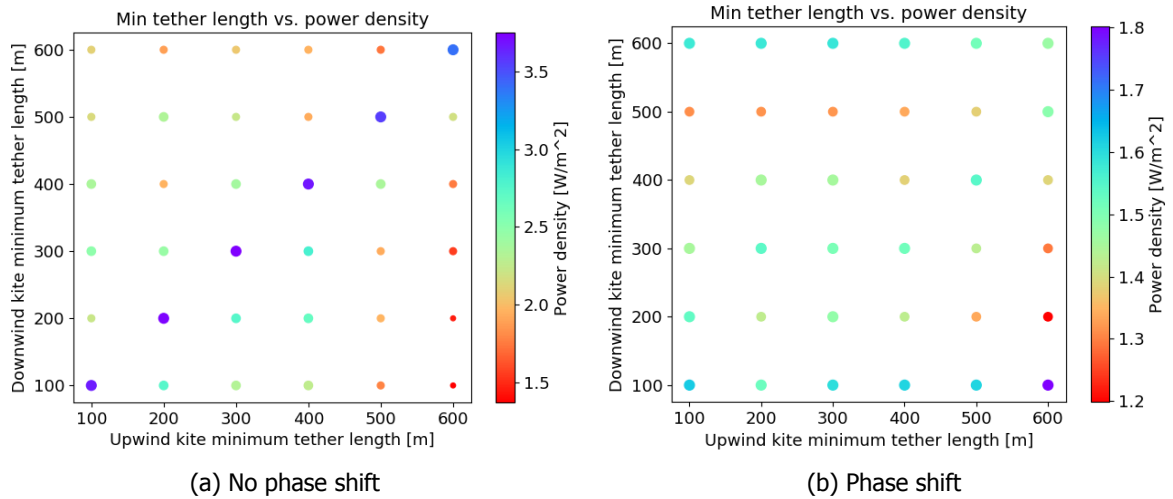 Min tether length vs. power density
Downwind kite minimum tether length [m]
600
500
400
300
200
100
100 200 300 400 500 600
Upwind kite minimum tether length [m]
3.5
3.0
2.5
2.0
1.5
Power density [W/m^2]
(a) No phase shift
Min tether length vs. power density
Downwind kite minimum tether length [m]
600
500
400
300
200
100
100 200 300 400 500 600
Upwind kite minimum tether length [m]
1.8
1.7
1.6
1.5
1.4
1.3
1.2
Power density [W/m^2]
(b) Phase shift